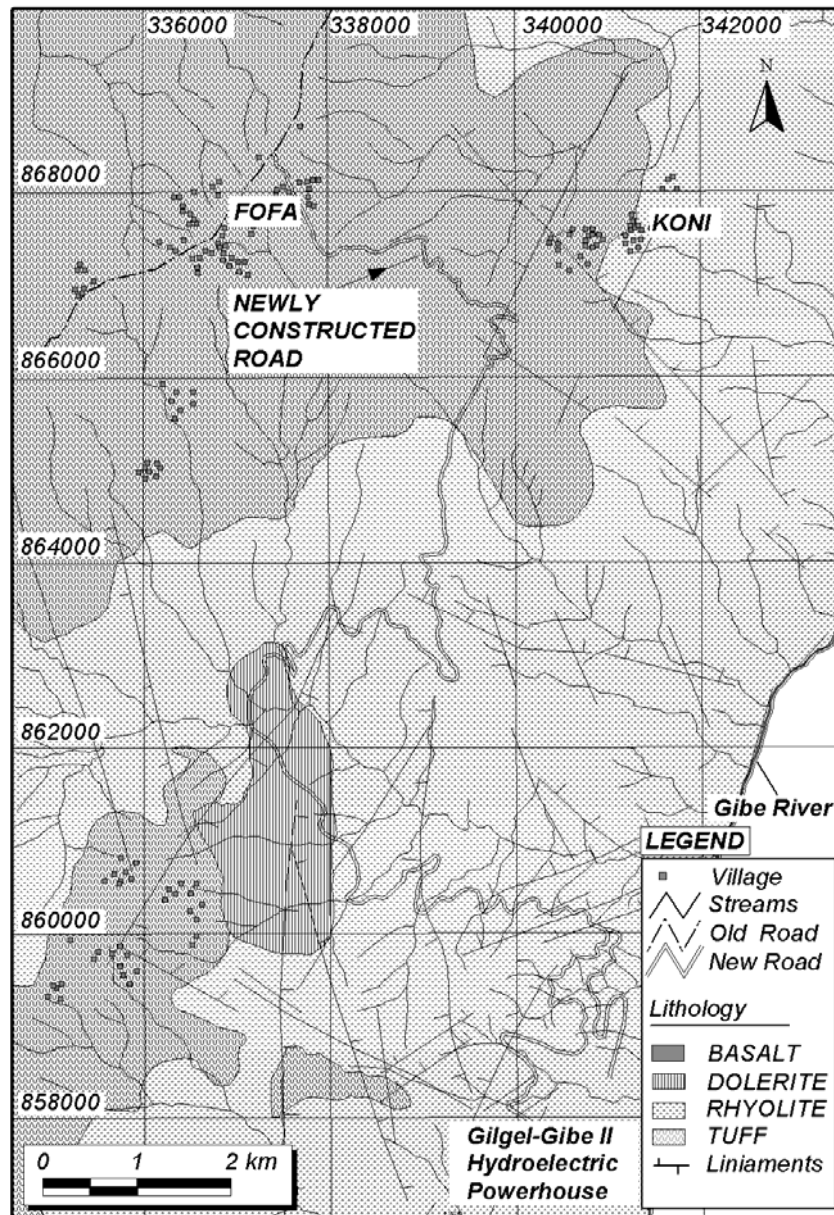 336000 338000 340000 342000
N
868000
FOFA
KONI
NEWLY
CONSTRUCTED
ROAD
866000
864000
862000
Gibe River
LEGEND
Village
Streams
Old Road
New Road
860000
Lithology
BASALT
DOLERITE
RHYOLITE
TUFF
Liniaments
858000
Gilgel-Gibe II
Hydroelectric
Powerhouse
0 1 2 km